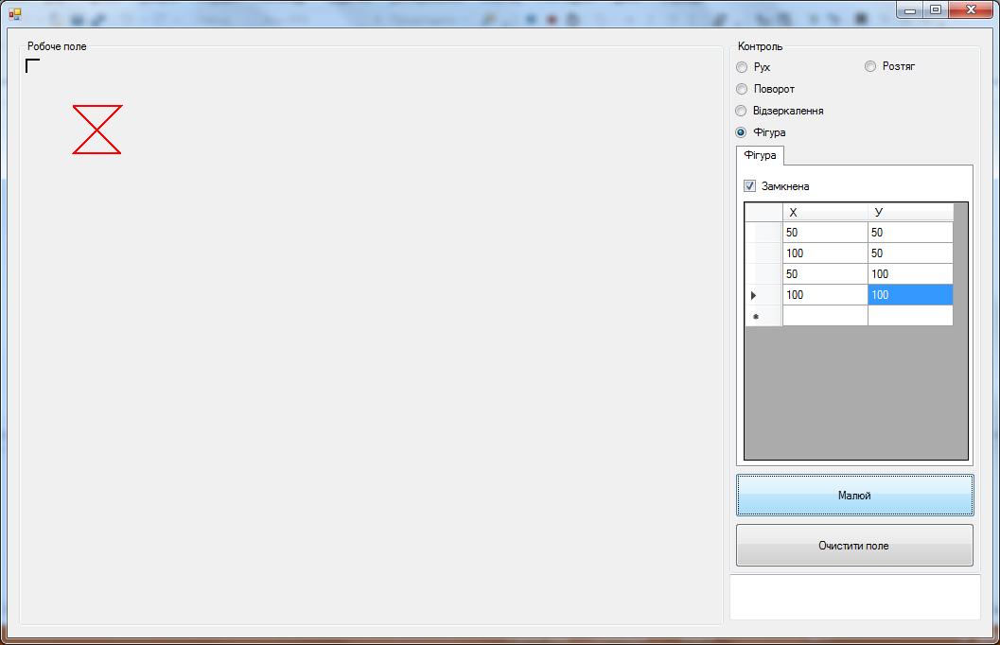 Робоче поле
Контроль
Рух
Розтяг
Поворот
Відзеркалення
Фігура
Фігура
Замкнена
X У
50 50
100 50
50 100
100 100
Малюй
Очистити поле